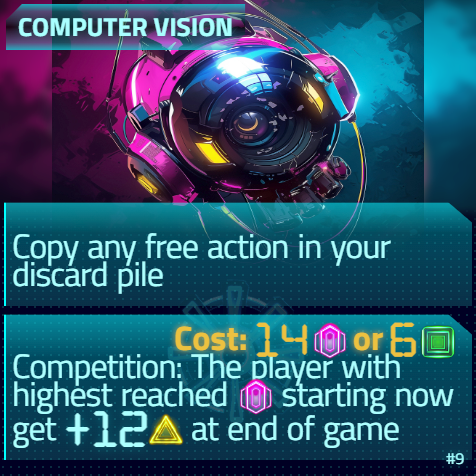 COMPUTER VISION
Copy any free action in your
discard pile
Cost: 14 or 6
Competition: The player with
highest reached starting now
get +12 at end of game
#9